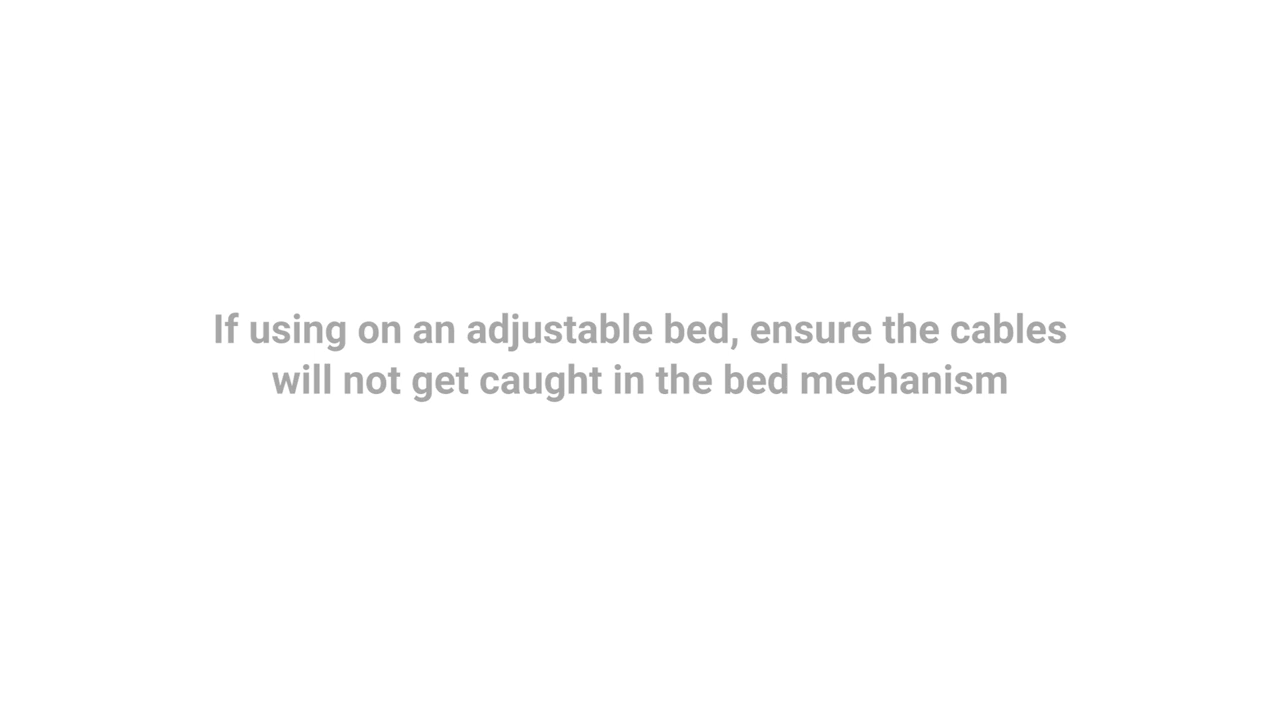 If using on an adjustable bed, ensure the cables
will not get caught in the bed mechanism